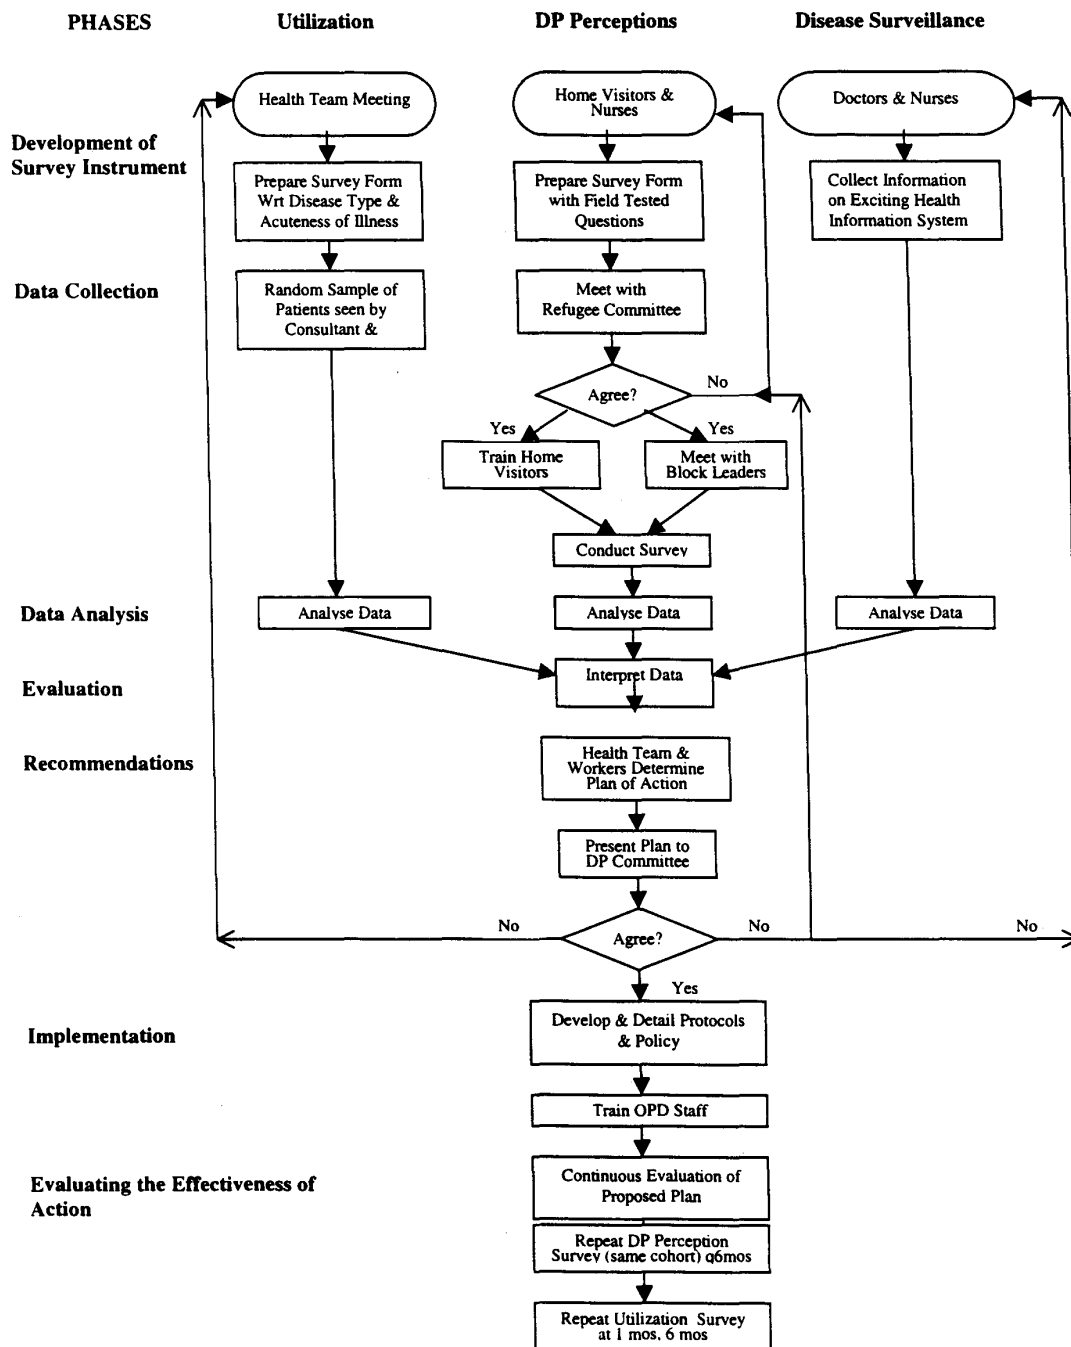 PHASES
Utilization
DP Perceptions
Disease Surveillance
Health Team Meeting
Home Visitors &
Nurses
Doctors & Nurses
Development of
Survey Instrument
Prepare Survey Form
Wrt Disease Type &
Acuteness of Illness
Prepare Survey Form
with Field Tested
Questions
Collect Information
on Exciting Health
Information System
Data Collection
Random Sample of
Patients seen by
Consultant &
Meet with
Refugee Committee
Agree?
No
Yes
Yes
Train Home
Visitors
Meet with
Block Leaders
Conduct Survey
Data Analysis
Analyse Data
Analyse Data
Analyse Data
Evaluation
Interpret Data
Recommendations
Health Team &
Workers Determine
Plan of Action
Present Plan to
DP Committee
No
Agree?
No
No
Yes
Implementation
Develop & Detail Protocols
& Policy
Train OPD Staff
Evaluating the Effectiveness of
Action
Continuous Evaluation of
Proposed Plan
Repeat DP Perception
Survey (same cohort) q6mos
Repeat Utilization Survey
at 1 mos, 6 mos